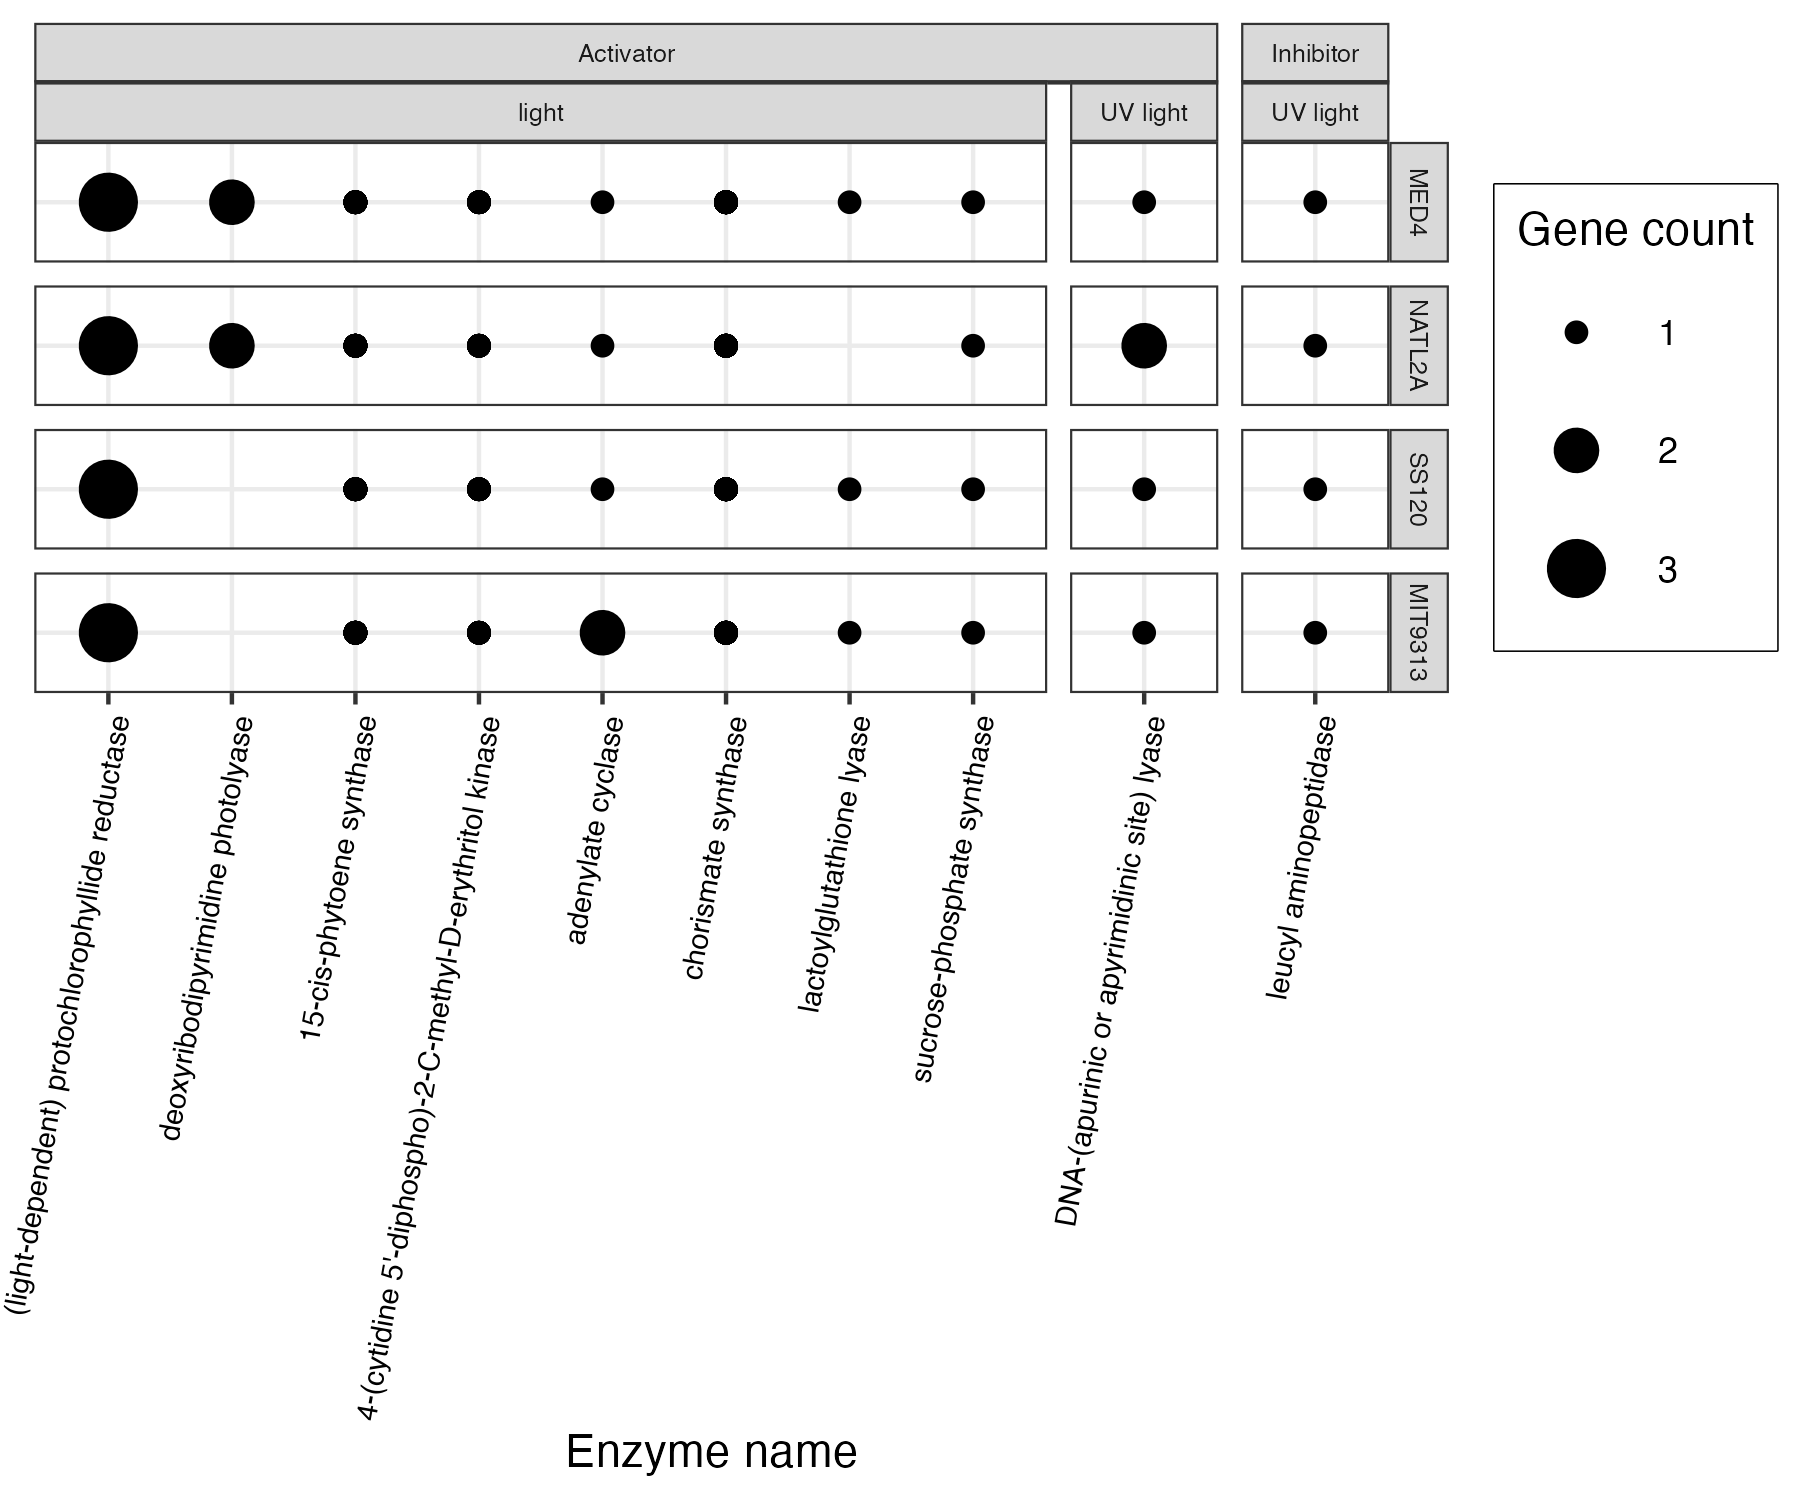 Activator
Inhibitor
light
UV light
UV light
MED4
NATL2A
SS120
MIT9313
Gene count
1
2
3
(light-dependent) protochlorophyllide reductase
deoxyribodipyrimidine photolyase
15-cis-phytoene synthase
4-(cytidine 5'-diphospho)-2-C-methyl-D-erythritol kinase
adenylate cyclase
chorismate synthase
lactoylglutathione lyase
sucrose-phosphate synthase
DNA-(apurinic or apyrimidinic site) lyase
leucyl aminopeptidase
Enzyme name